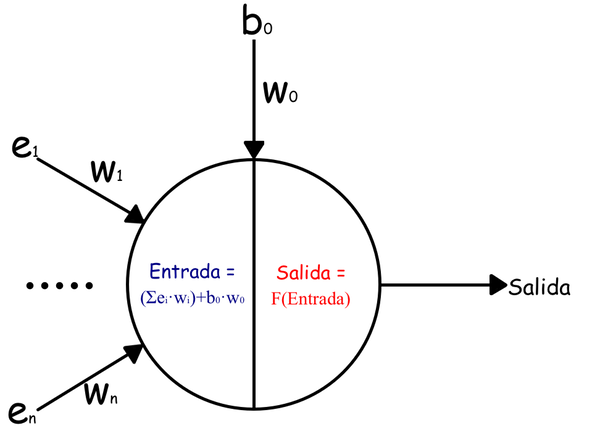 b₀
w₀
e₁
w₁
Entrada =
(Σeᵢ·wᵢ)+b₀·w₀
Salida =
F(Entrada)
.....
Salida
wₙ
eₙ